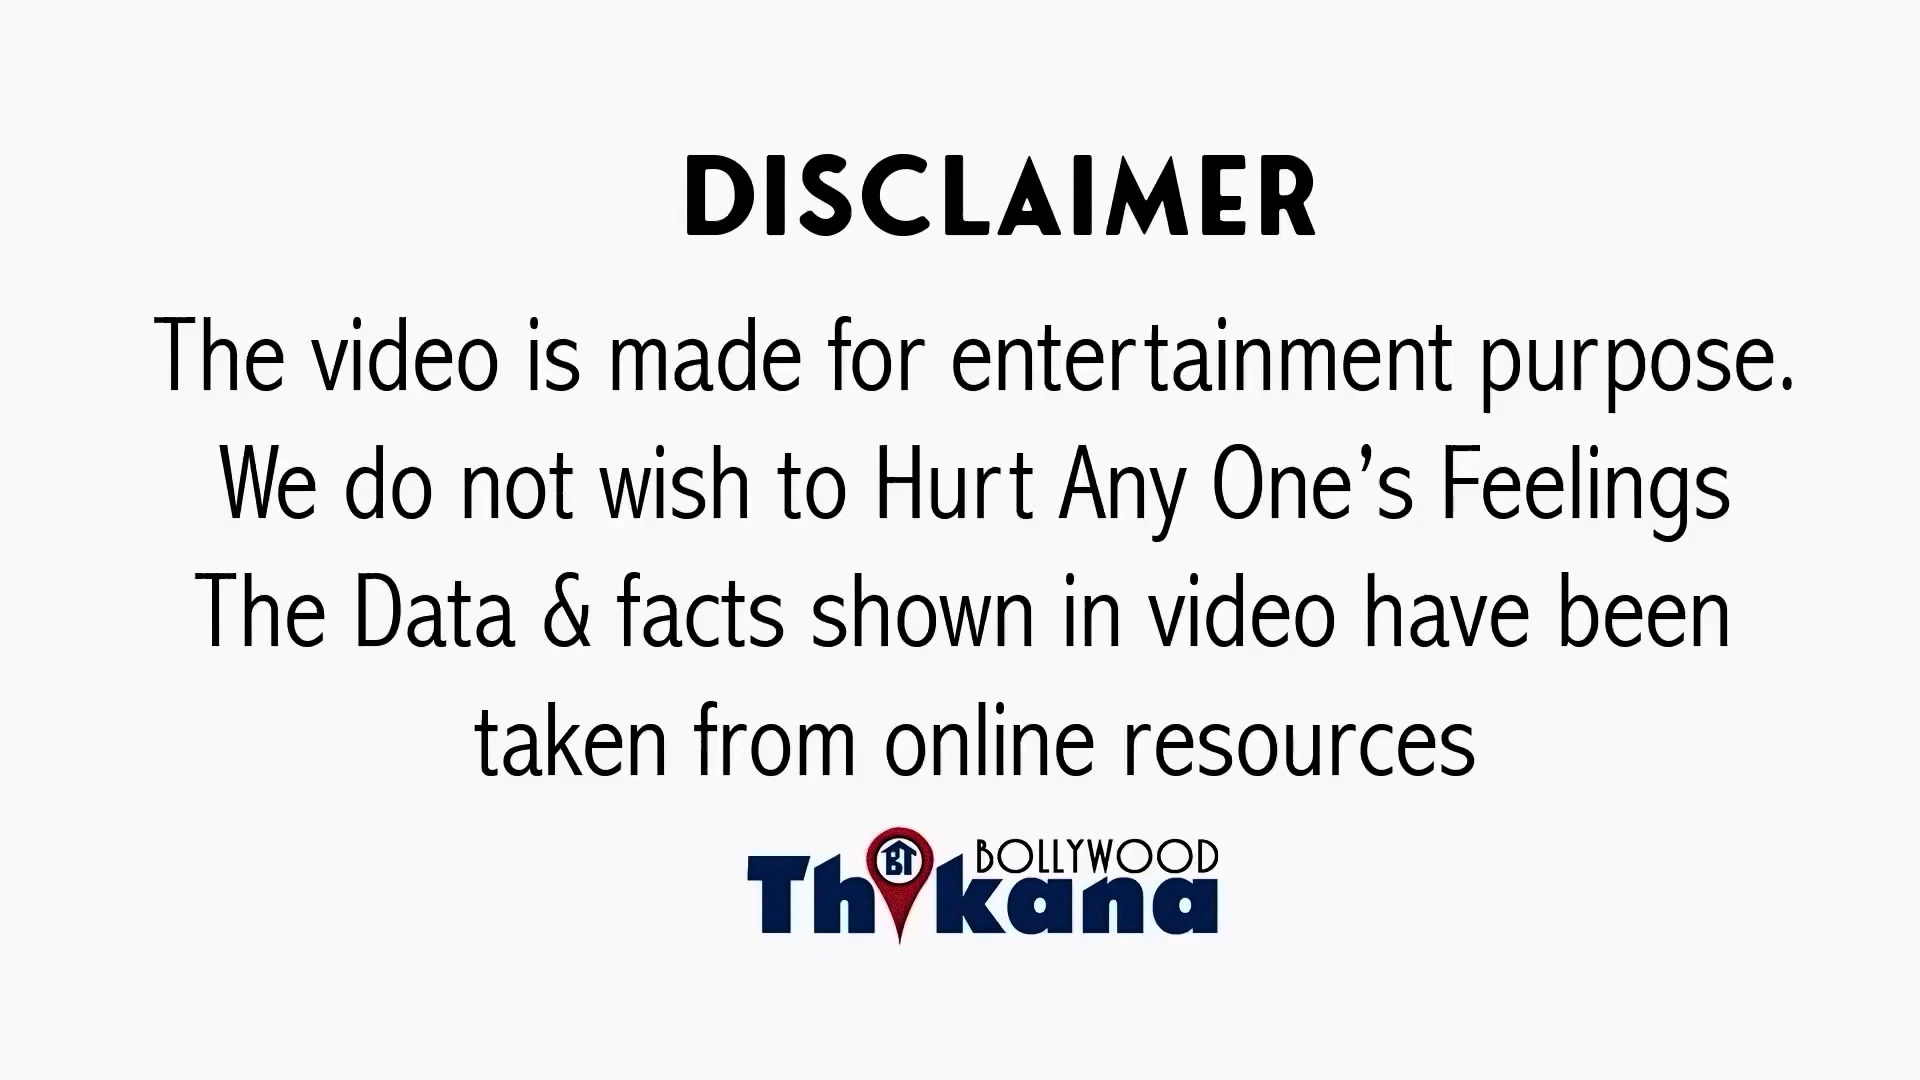 DISCLAIMER
The video is made for entertainment purpose.
We do not wish to Hurt Any One’s Feelings
The Data & facts shown in video have been
taken from online resources
BT
BOLLYWOOD
Thikana